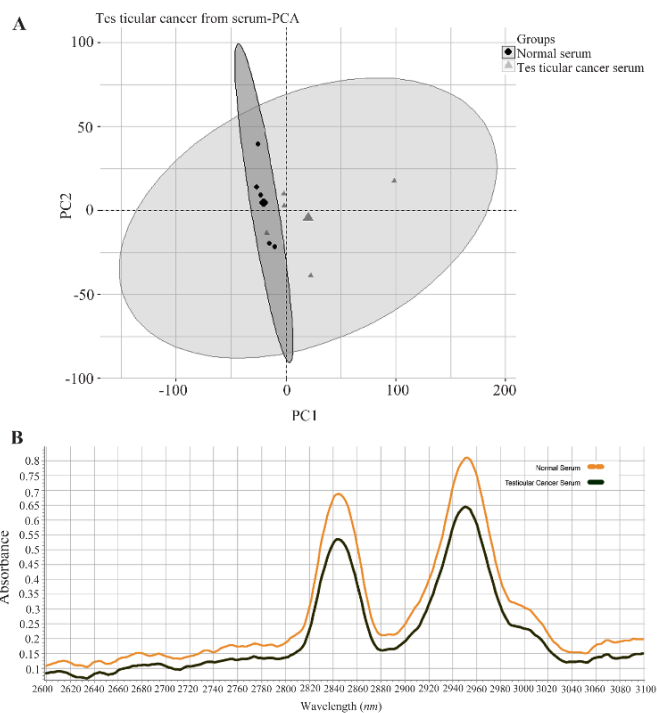 A
Tes ticular cancer from serum-PCA
Groups
Normal serum
Tes ticular cancer serum
100
50
0
-50
-100
PC2
-100 0 100 200
PC1
B
0.8
0.7
0.65
0.6
0.55
0.5
0.45
0.4
0.35
0.3
0.25
0.2
0.15
0.1
Absorbance
Normal Serum
Testicular Cancer Serum
2600 2620 2640 2660 2680 2700 2720 2740 2760 2780 2800 2820 2840 2860 2880 2900 2920 2940 2960 2980 3000 3020 3040 3060 3080 3100
Wavelength (nm)